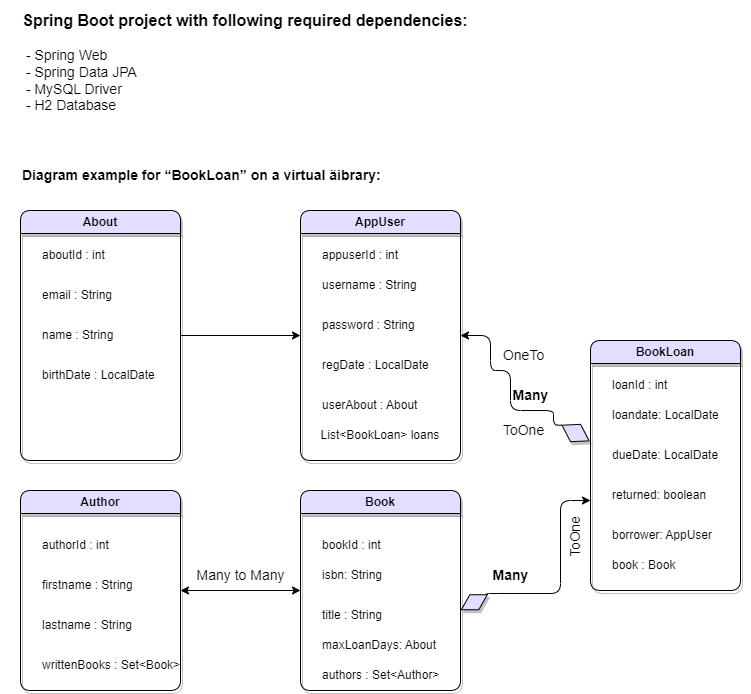 Spring Boot project with following required dependencies:
- Spring Web
- Spring Data JPA
- MySQL Driver
- H2 Database
Diagram example for “BookLoan” on a virtual äibrary:
About
aboutId : int
email : String
name : String
birthDate : LocalDate
AppUser
appuserId : int
username : String
password : String
regDate : LocalDate
userAbout : About
List<BookLoan> loans
OneTo
Many
ToOne
BookLoan
loanId : int
loandate: LocalDate
dueDate: LocalDate
returned: boolean
borrower: AppUser
book : Book
Author
authorId : int
firstname : String
lastname : String
writtenBooks : Set<Book>
Many to Many
Book
bookId : int
isbn: String
title : String
maxLoanDays: About
authors : Set<Author>
Many
ToOne